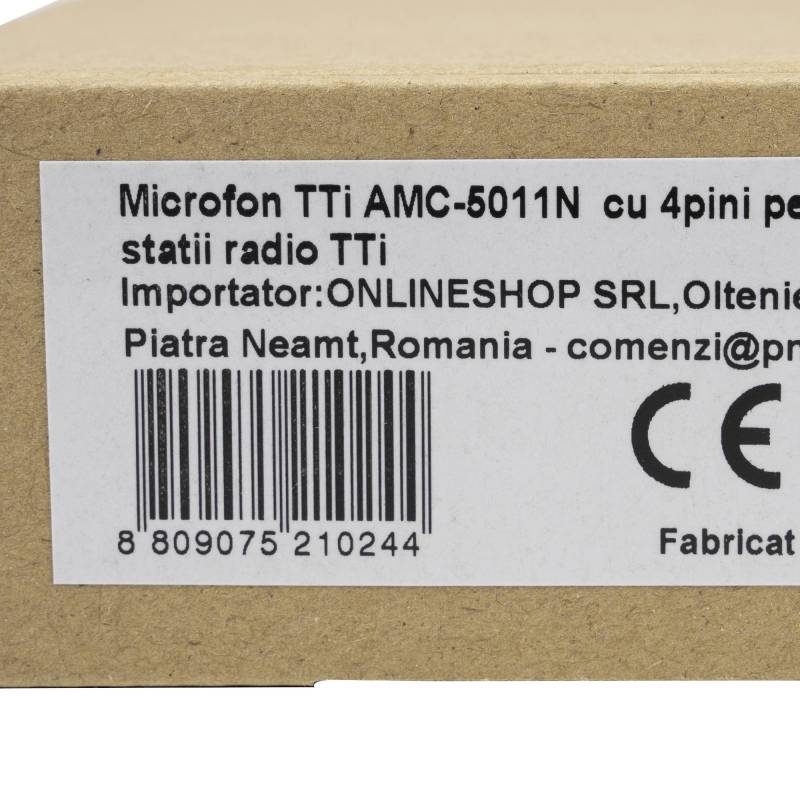 Microfon TTi AMC-5011N cu 4pini pe
statii radio TTi
Importator:ONLINESHOP SRL,Oltenie
Piatra Neamt,Romania - comenzi@pn
CE
8 809075 210244
Fabricat